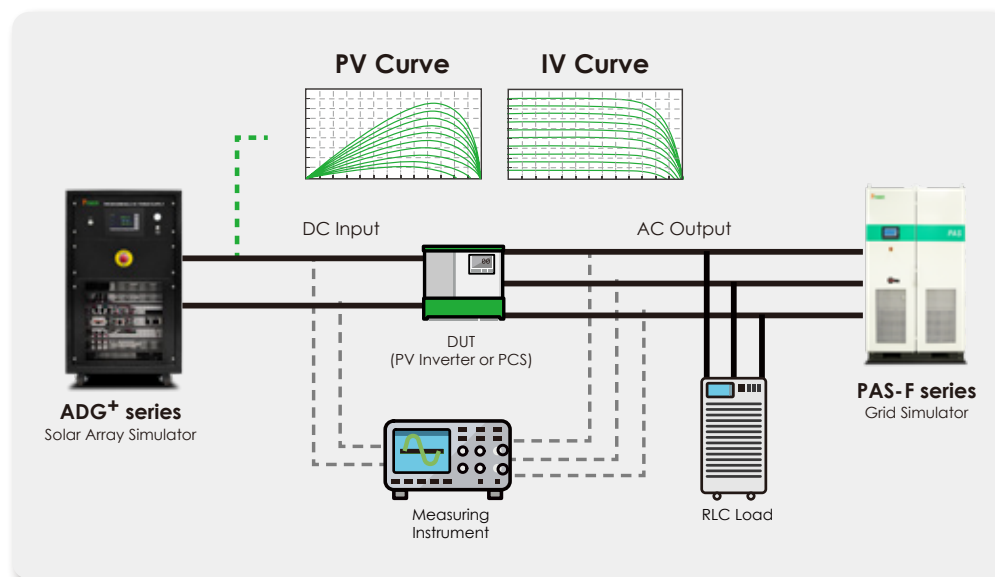 PV Curve
IV Curve
DC Input
AC Output
PAS
DUT
(PV Inverter or PCS)
ADG+ series
Solar Array Simulator
PAS-F series
Grid Simulator
Measuring
Instrument
RLC Load